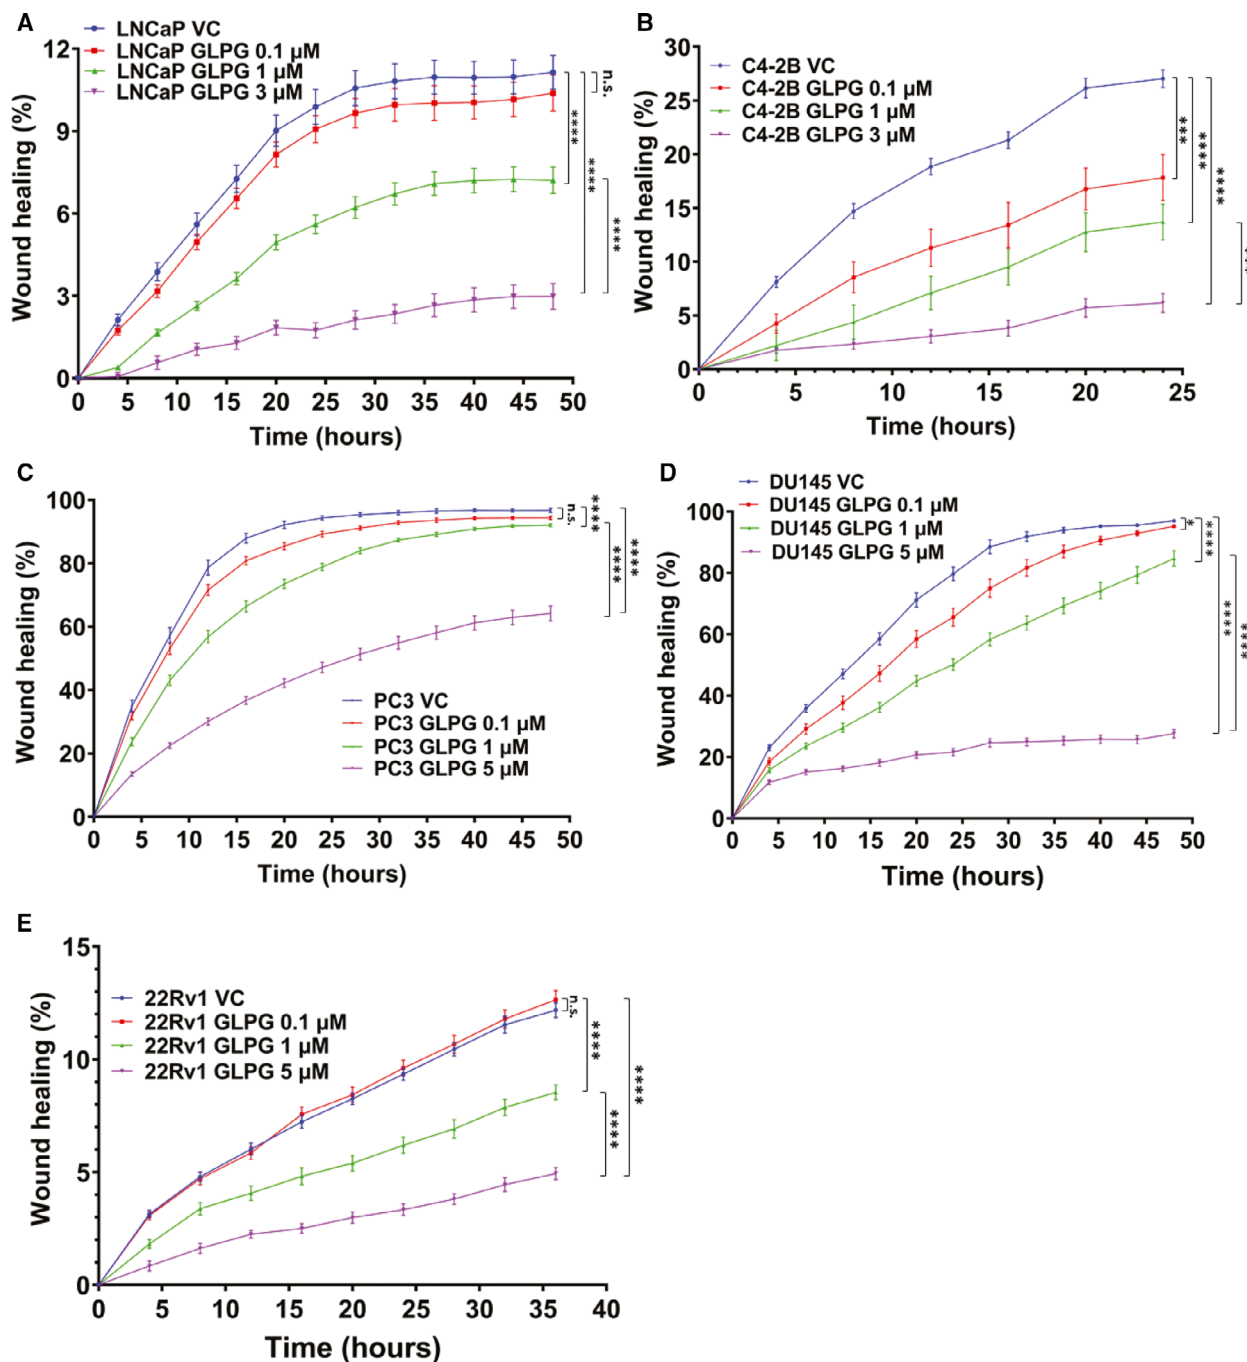 A
LNCaP VC
LNCaP GLPG 0.1 µM
LNCaP GLPG 1 µM
LNCaP GLPG 3 µM
Wound healing (%)
12
9
6
3
0
0 5 10 15 20 25 30 35 40 45 50
Time (hours)
n.s.
****
****
****
B
C4-2B VC
C4-2B GLPG 0.1 µM
C4-2B GLPG 1 µM
C4-2B GLPG 3 µM
Wound healing (%)
30
25
20
15
10
5
0
0 5 10 15 20 25
Time (hours)
***
****
****
C
PC3 VC
PC3 GLPG 0.1 µM
PC3 GLPG 1 µM
PC3 GLPG 5 µM
Wound healing (%)
100
80
60
40
20
0
0 5 10 15 20 25 30 35 40 45 50
Time (hours)
n.s.
****
****
****
D
DU145 VC
DU145 GLPG 0.1 µM
DU145 GLPG 1 µM
DU145 GLPG 5 µM
Wound healing (%)
100
80
60
40
20
0
0 5 10 15 20 25 30 35 40 45 50
Time (hours)
*
****
****
****
E
22Rv1 VC
22Rv1 GLPG 0.1 µM
22Rv1 GLPG 1 µM
22Rv1 GLPG 5 µM
Wound healing (%)
15
10
5
0
0 5 10 15 20 25 30 35 40
Time (hours)
n.s.
****
****
****